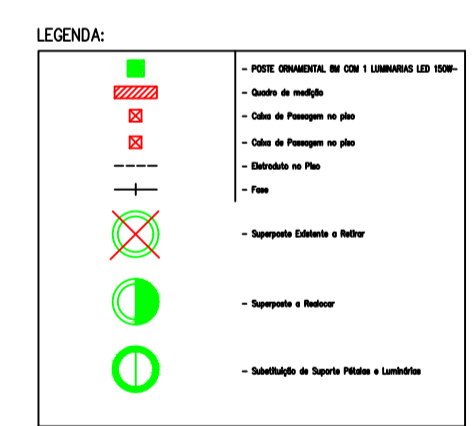 LEGENDA:
- POSTE ORNAMENTAL 8M COM 1 LUMINARIAS LED 150W-
- Quadro de medição
- Caixa de Passagem no piso
- Caixa de Passagem no piso
- Eletroduto no Piso
- Fase
- Superposte Existente a Retirar
- Superposte a Realocar
- Substituição de Suporte Pétalas e Luminárias